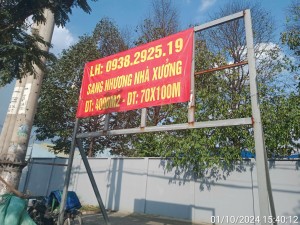 LH: 0938.2925.19
SANG NHƯỢNG NHÀ XƯỞNG
DT: 4000M2 - DT: 70X100M
01/10/2024 15:40:12